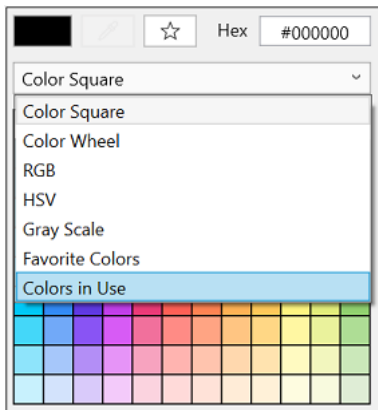 Hex #000000
Color Square
Color Square
Color Wheel
RGB
HSV
Gray Scale
Favorite Colors
Colors in Use